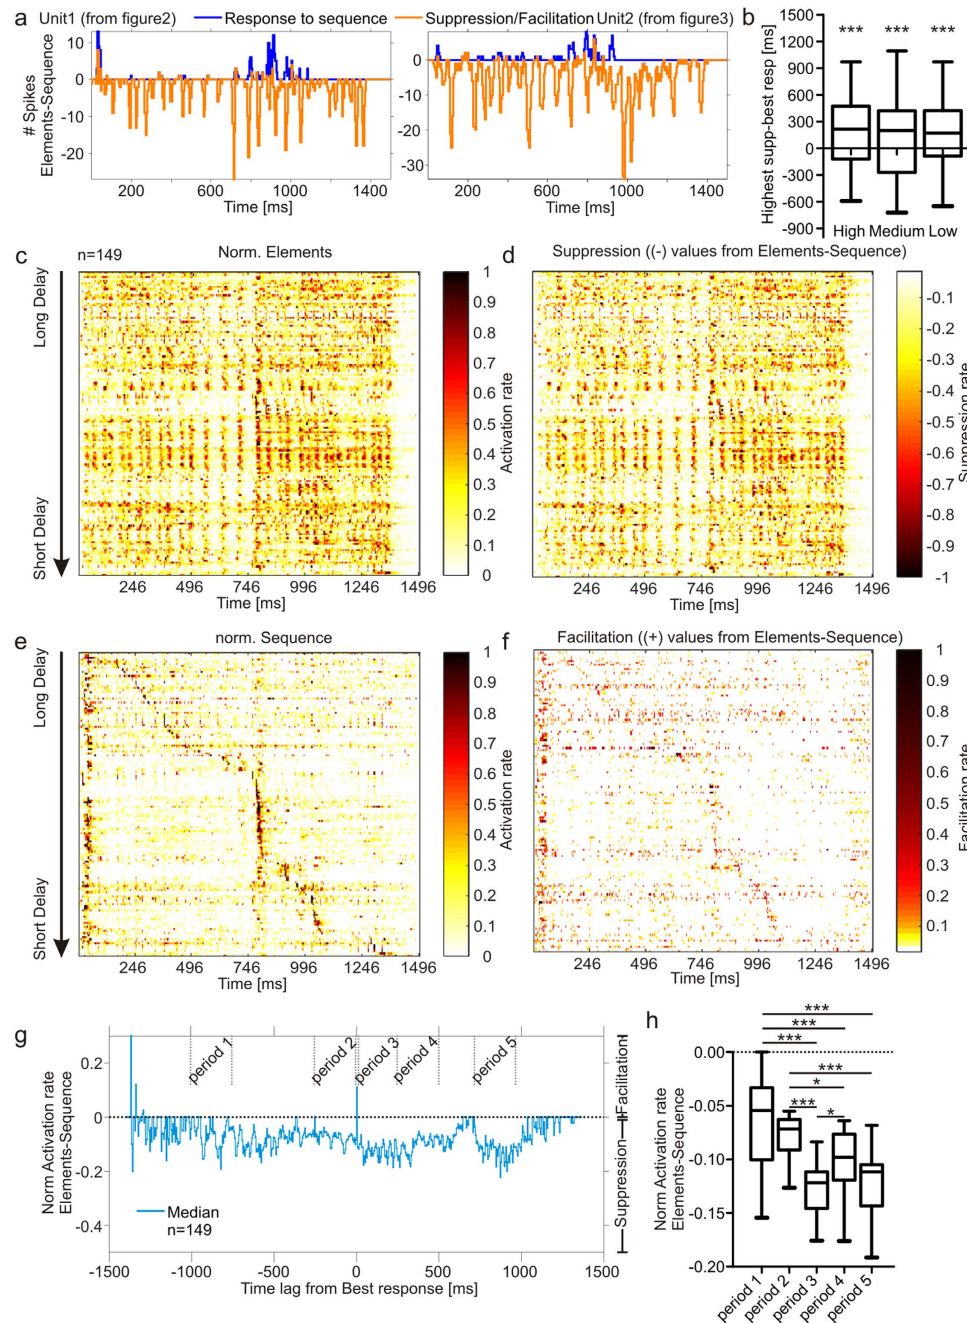 a Unit1 (from figure2) Response to sequence Suppression/Facilitation Unit2 (from figure3)
# Spikes
Elements-Sequence
10
0
-10
-20
200 600 1000 1400
Time [ms]
10
0
-10
-20
-30
200 600 1000 1400
Time [ms]
b
Highest supp-best resp [ms]
1500
1200
900
600
300
0
-300
-600
-900
*** *** ***
High Medium Low
c n=149 Norm. Elements
Long Delay
Short Delay
246 496 746 996 1246 1496
Time [ms]
1
0.9
0.8
0.7
0.6
0.5
0.4
0.3
0.2
0.1
0
Activation rate
d Suppression ((-) values from Elements-Sequence)
246 496 746 996 1246 1496
Time [ms]
-0.1
-0.2
-0.3
-0.4
-0.5
-0.6
-0.7
-0.8
-0.9
-1
Suppression rate
e norm. Sequence
Long Delay
Short Delay
246 496 746 996 1246 1496
Time [ms]
1
0.9
0.8
0.7
0.6
0.5
0.4
0.3
0.2
0.1
0
Activation rate
f Facilitation ((+) values from Elements-Sequence)
246 496 746 996 1246 1496
Time [ms]
1
0.9
0.8
0.7
0.6
0.5
0.4
0.3
0.2
0.1
Facilitation rate
g
Norm Activation rate
Elements-Sequence
0.2
0
-0.2
-0.4
period 1
period 2
period 3
period 4
period 5
Facilitation
Suppression
Median
n=149
-1500 -1000 -500 0 500 1000 1500
Time lag from Best response [ms]
h
Norm Activation rate
Elements-Sequence
0.00
-0.05
-0.10
-0.15
-0.20
***
***
***
***
*
***
*
period 1
period 2
period 3
period 4
period 5